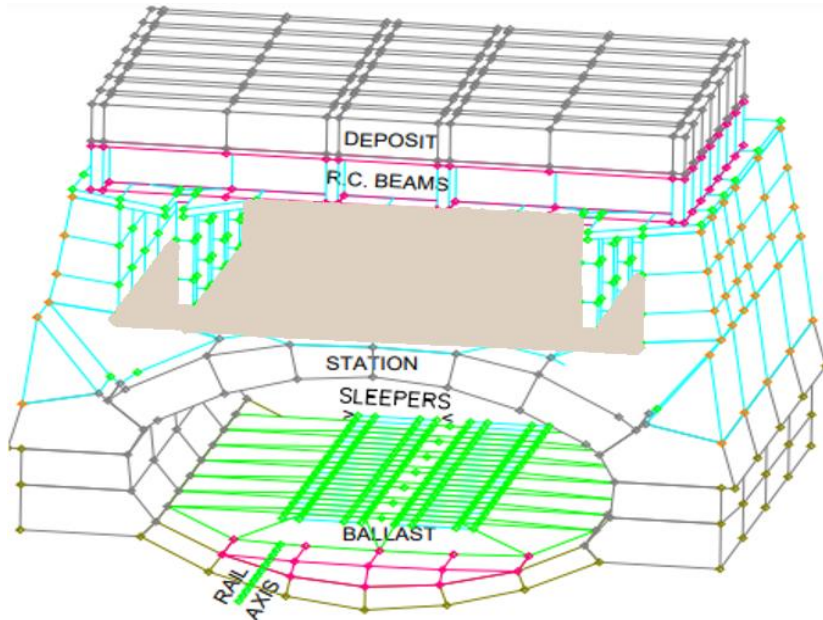 DEPOSIT
R.C. BEAMS
STATION
SLEEPERS
> <
BALLAST
RAIL
AXIS